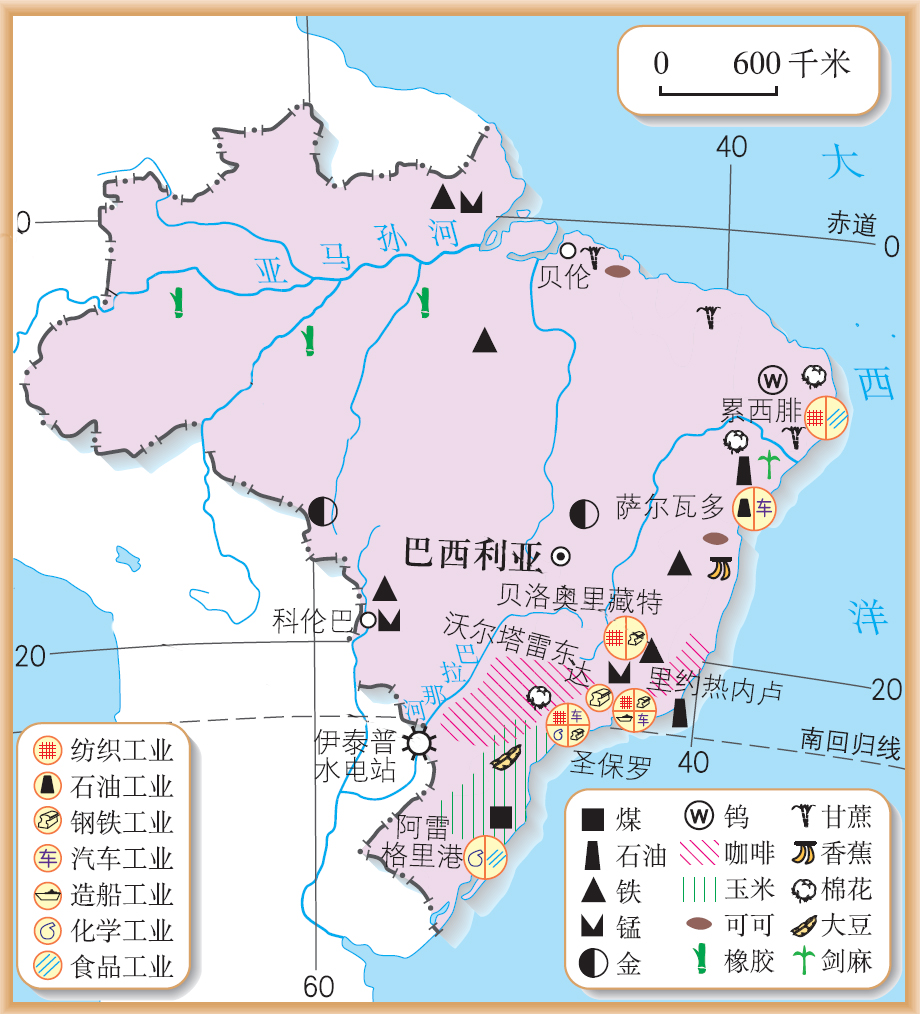 0 600千米
40
大
赤道
0
0
亚马孙河
贝伦
西
累西腓
萨尔瓦多
巴西利亚
贝洛奥里藏特
科伦巴
洋
沃尔塔雷东达
20
巴拉那河
里约热内卢
20
南回归线
伊泰普
水电站
圣保罗
40
阿雷
格里港
60
纺织工业
石油工业
钢铁工业
车 汽车工业
造船工业
化学工业
食品工业
煤
W 钨
甘蔗
石油
咖啡
香蕉
铁
玉米
棉花
锰
可可
大豆
金
橡胶
剑麻
W
车
车
车